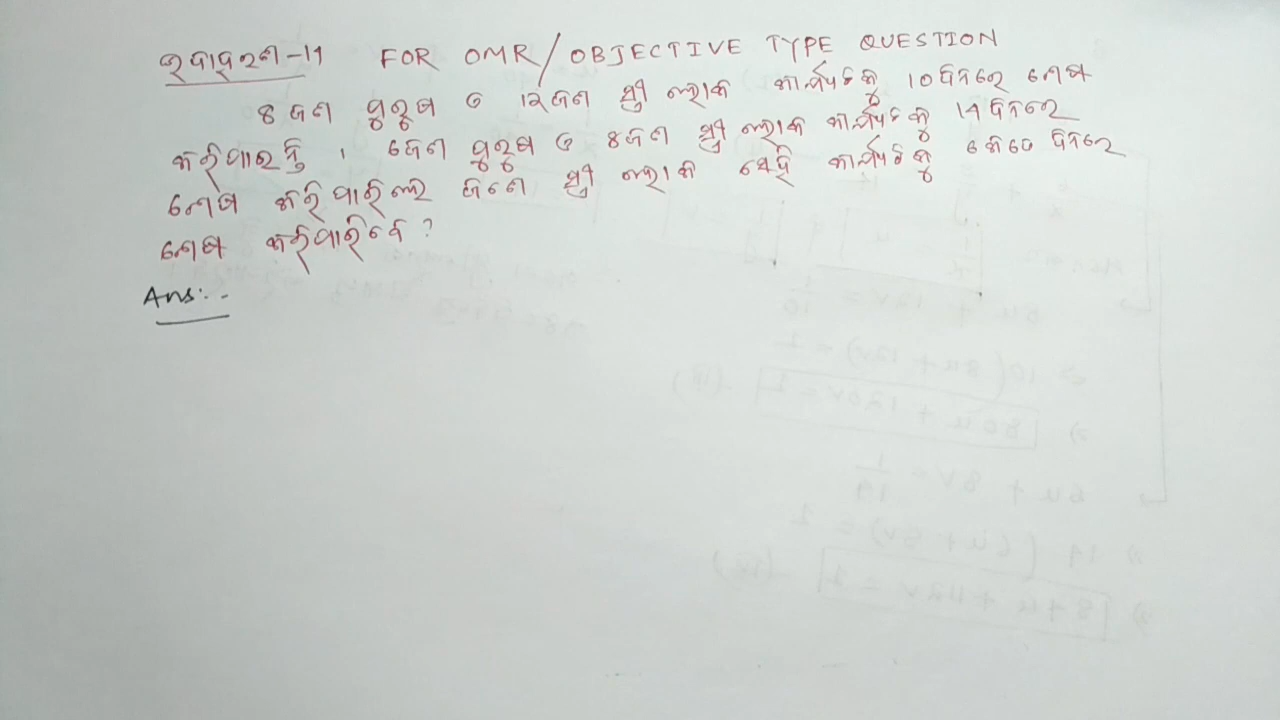 ଉଦାହରଣ-11 FOR OMR/OBJECTIVE TYPE QUESTION
8 ଜଣ ପୁରୁଷ ଓ 12ଜଣ ସ୍ତ୍ରୀ ଲୋକ କାର୍ଯ୍ୟଟିକୁ 10 ଦିନରେ ଶେଷ
କରିପାରନ୍ତି । 6ଜଣ ପୁରୁଷ ଓ 8ଜଣ ସ୍ତ୍ରୀ ଲୋକ କାର୍ଯ୍ୟଟିକୁ 14 ଦିନରେ
ଶେଷ କରି ପାରିଲେ ଜଣେ ସ୍ତ୍ରୀ ଲୋକ ସେହି କାର୍ଯ୍ୟଟିକୁ କେତେ ଦିନରେ
ଶେଷ କରିପାରିବେ ?
Ans:-